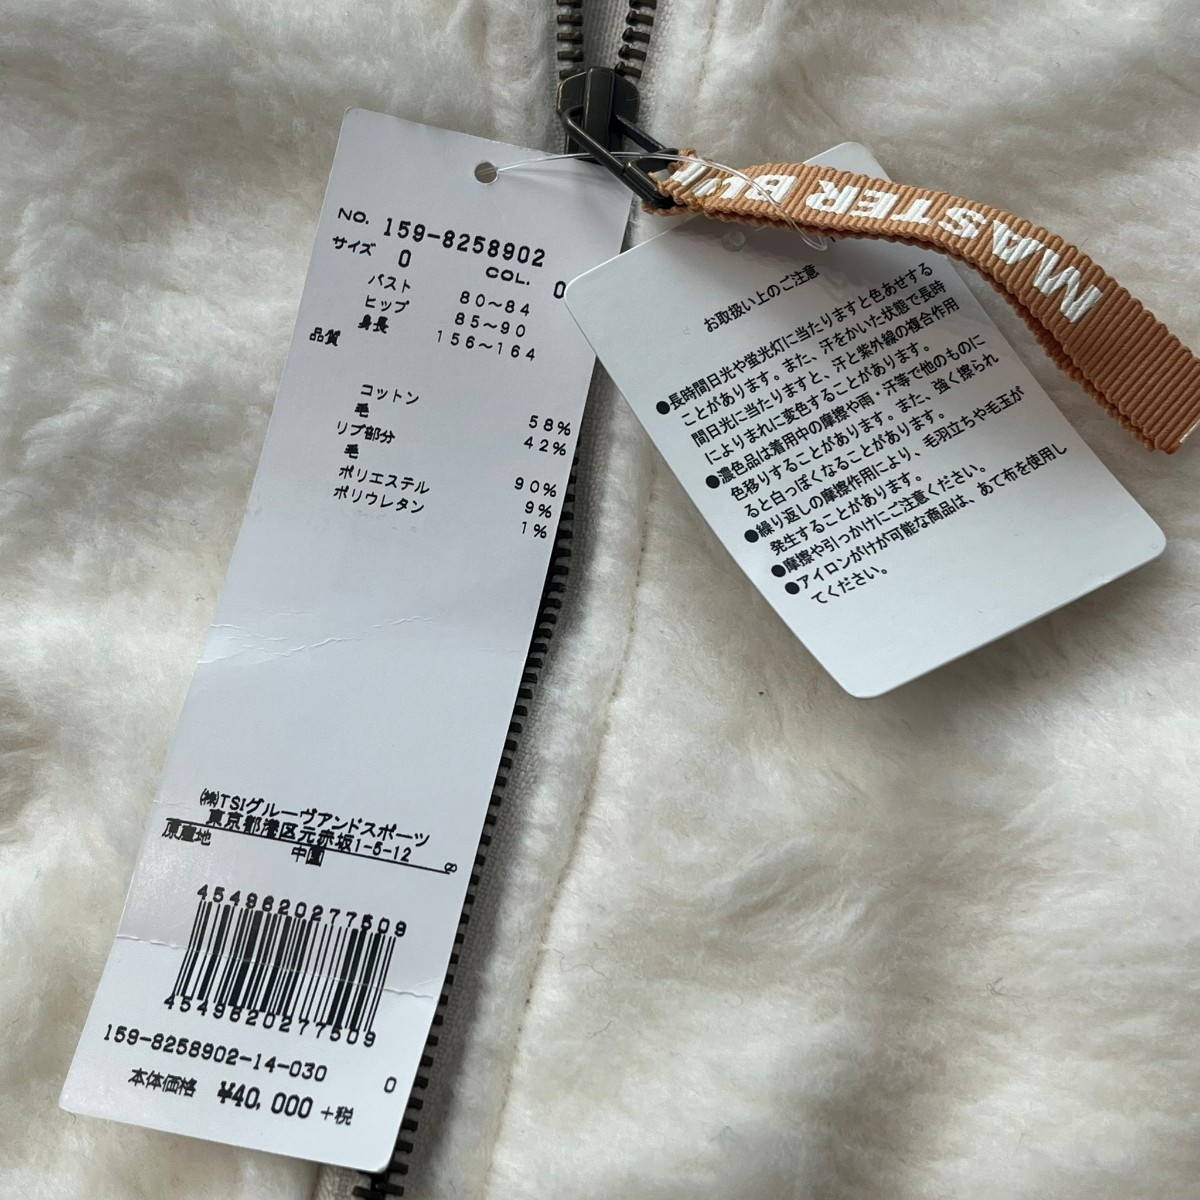 NO. 159-8258902
サイズ 0 COL. 0
バスト 80～84
ヒップ 85～90
身長 156～164
品質
コットン 58%
毛 42%
リブ部分
毛 90%
ポリエステル 9%
ポリウレタン 1%
㈱TSIグルーヴアンドスポーツ
東京都港区元赤坂1-6-12
原産地 中国 8
4549620277509
4549620277509
159-8258902-14-030 0
本体価格 ¥40,000+税
MASTER
お取扱い上のご注意
●長時間日光や蛍光灯に当たりますと色あせする
ことがあります。また、汗をかいた状態で長時
間日光に当たりますと、汗と紫外線の複合作用
によりまれに変色することがあります。
●濃色品は着用中の摩擦や雨・汗等で他のものに
色移りすることがあります。また、強く擦られ
ると白っぽくなることがあります。
●繰り返しの摩擦作用により、毛羽立ちや毛玉が
発生することがあります。
●摩擦や引っかけにご注意ください。
●アイロンがけが可能な商品は、あて布を使用し
てください。